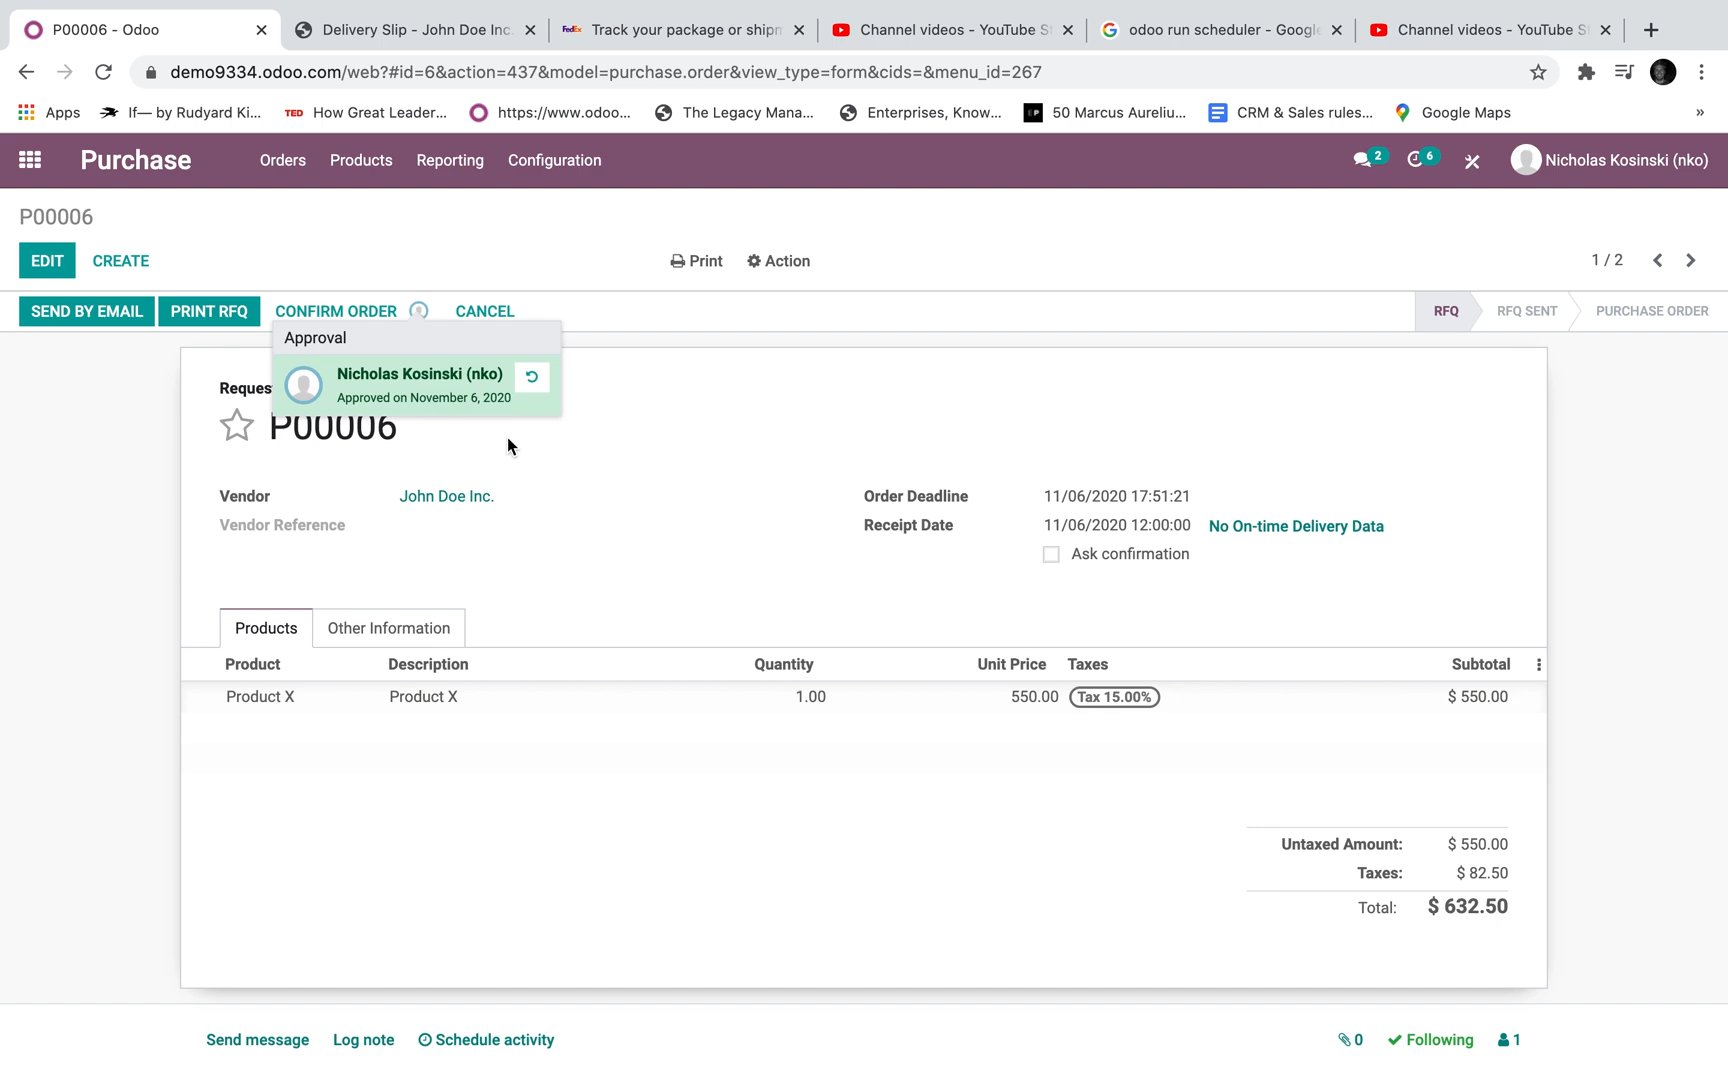 P00006 - Odoo
Delivery Slip - John Doe Inc.
FedEx Track your package or shipm
Channel videos - YouTube St
odoo run scheduler - Google
Channel videos - YouTube St
demo9334.odoo.com/web?#id=6&action=437&model=purchase.order&view_type=form&cids=&menu_id=267
Apps
If— by Rudyard Ki...
TED How Great Leader...
https://www.odoo...
The Legacy Mana...
Enterprises, Know...
50 Marcus Aureliu...
CRM & Sales rules...
Google Maps
»
Purchase
Orders
Products
Reporting
Configuration
2
6
Nicholas Kosinski (nko)
P00006
EDIT
CREATE
Print
Action
1 / 2
SEND BY EMAIL
PRINT RFQ
CONFIRM ORDER
CANCEL
RFQ
RFQ SENT
PURCHASE ORDER
Approval
Nicholas Kosinski (nko)
Approved on November 6, 2020
Reques
P00006
Vendor John Doe Inc.
Order Deadline 11/06/2020 17:51:21
Vendor Reference
Receipt Date 11/06/2020 12:00:00 No On-time Delivery Data
Ask confirmation
Products
Other Information
Product Description Quantity Unit Price Taxes Subtotal
Product X Product X 1.00 550.00 Tax 15.00% $ 550.00
Untaxed Amount: $ 550.00
Taxes: $ 82.50
Total: $ 632.50
Send message
Log note
Schedule activity
0
Following
1